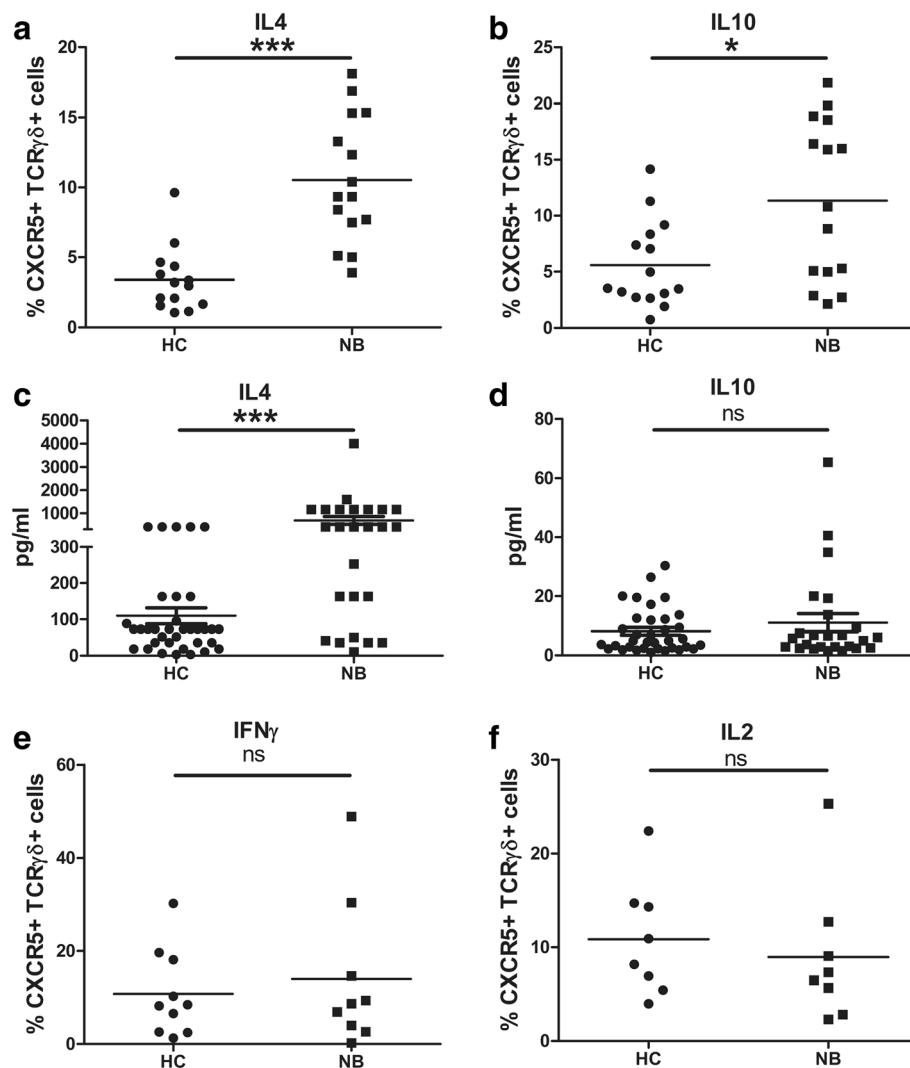 a
IL4
***
% CXCR5+ TCRγδ+ cells
20
15
10
5
0
HC NB
b
IL10
*
% CXCR5+ TCRγδ+ cells
25
20
15
10
5
0
HC NB
c
IL4
***
pg/ml
5000
4000
3000
2000
1000
300
200
100
0
HC NB
d
IL10
ns
pg/ml
80
60
40
20
0
HC NB
e
IFNγ
ns
% CXCR5+ TCRγδ+ cells
60
40
20
0
HC NB
f
IL2
ns
% CXCR5+ TCRγδ+ cells
30
20
10
0
HC NB